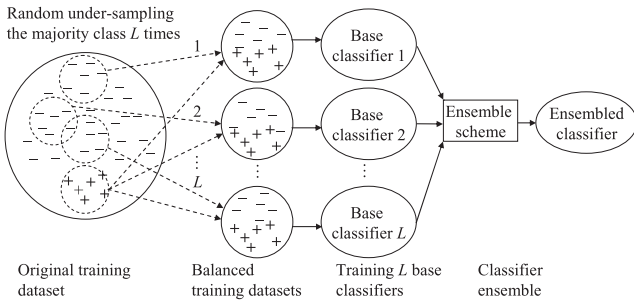 Random under-sampling
the majority class L times
1
2
L
Base
classifier 1
Base
classifier 2
Base
classifier L
Ensemble
scheme
Ensembled
classifier
Original training
dataset
Balanced
training datasets
Training L base
classifiers
Classifier
ensemble